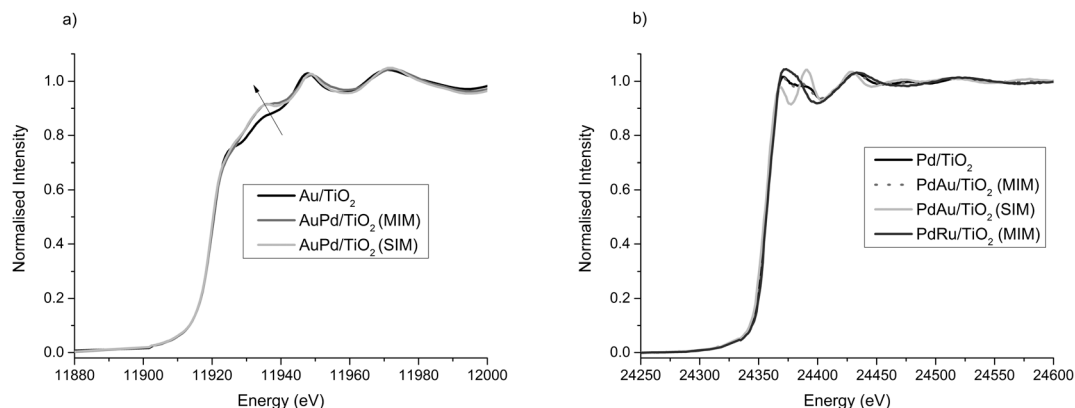 a)
1.0
0.8
0.6
0.4
0.2
0.0
Normalised Intensity
Au/TiO₂
AuPd/TiO₂ (MIM)
AuPd/TiO₂ (SIM)
11880 11900 11920 11940 11960 11980 12000
Energy (eV)
b)
1.0
0.8
0.6
0.4
0.2
0.0
Normalised Intensity
Pd/TiO₂
PdAu/TiO₂ (MIM)
PdAu/TiO₂ (SIM)
PdRu/TiO₂ (MIM)
24250 24300 24350 24400 24450 24500 24550 24600
Energy (eV)